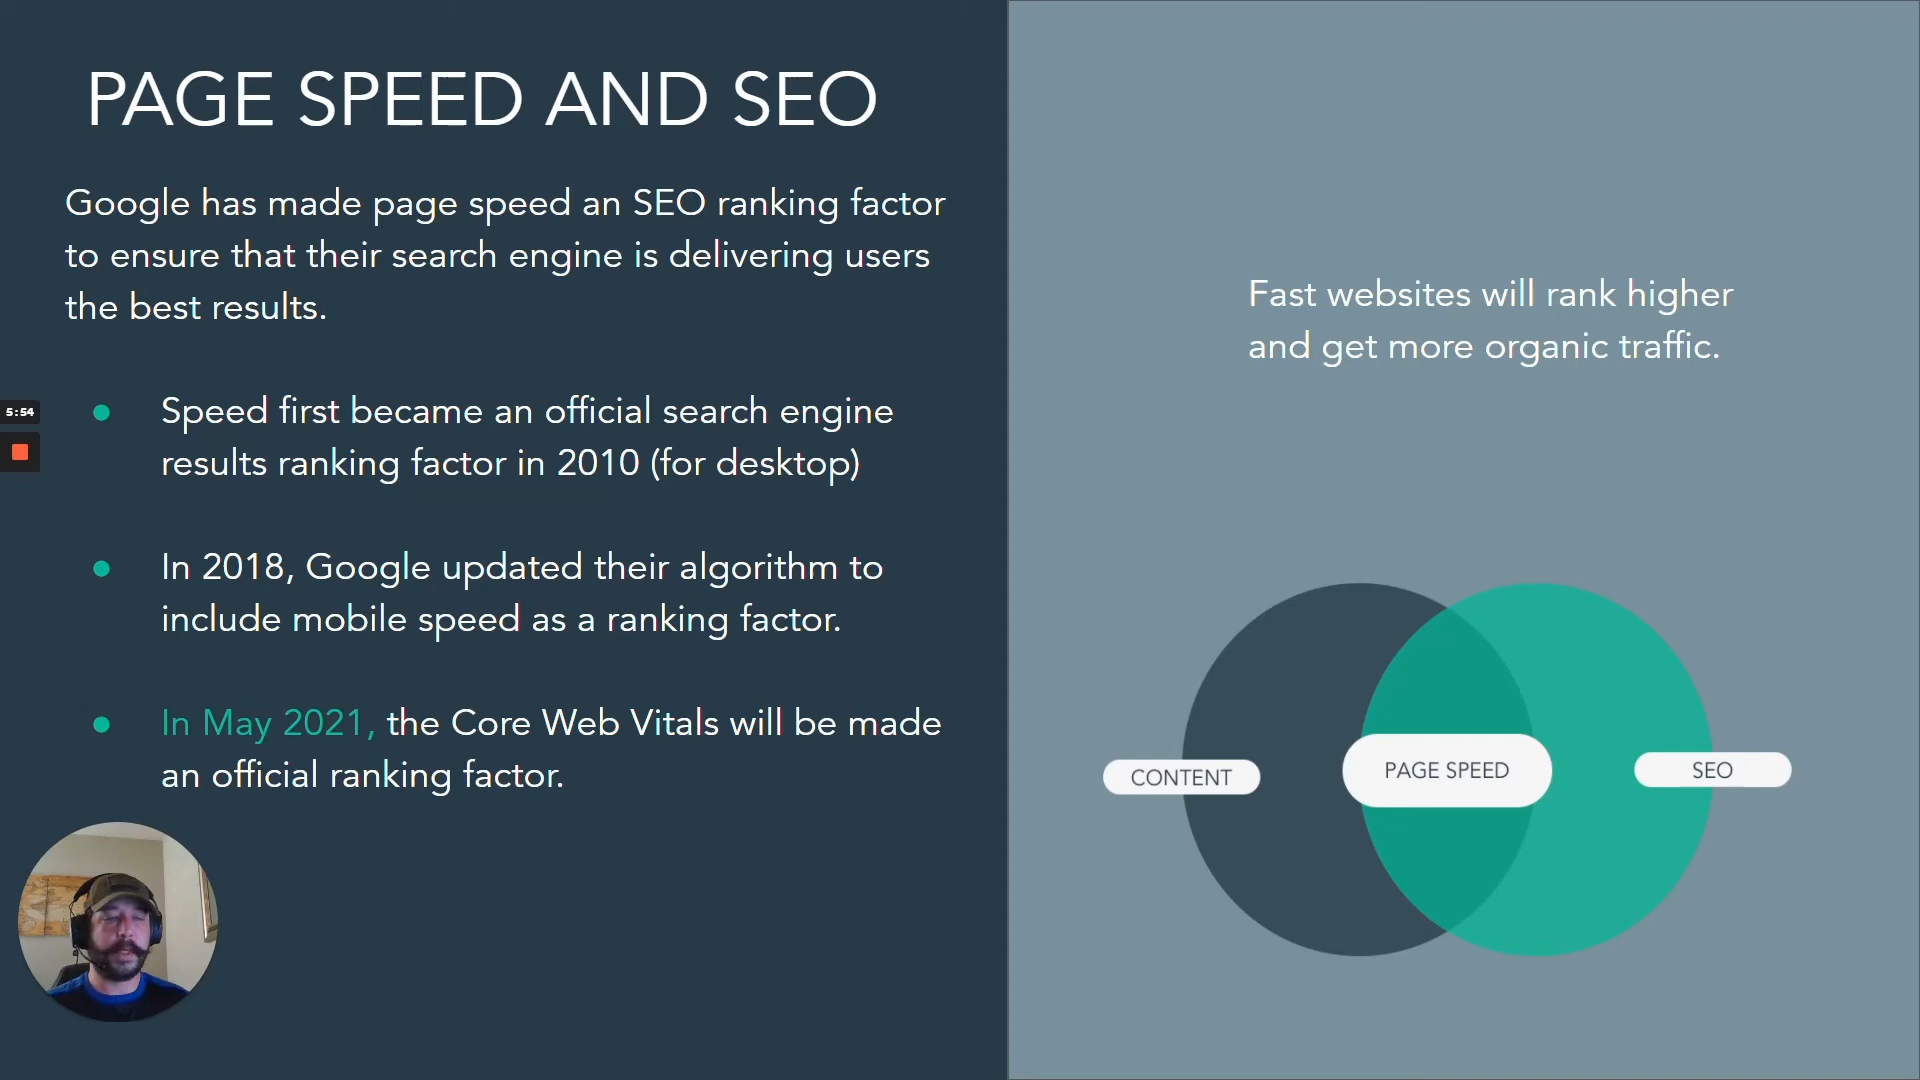 PAGE SPEED AND SEO
Google has made page speed an SEO ranking factor
to ensure that their search engine is delivering users
the best results.
Speed first became an official search engine
results ranking factor in 2010 (for desktop)
In 2018, Google updated their algorithm to
include mobile speed as a ranking factor.
In May 2021, the Core Web Vitals will be made
an official ranking factor.
5:54
Fast websites will rank higher
and get more organic traffic.
CONTENT
PAGE SPEED
SEO